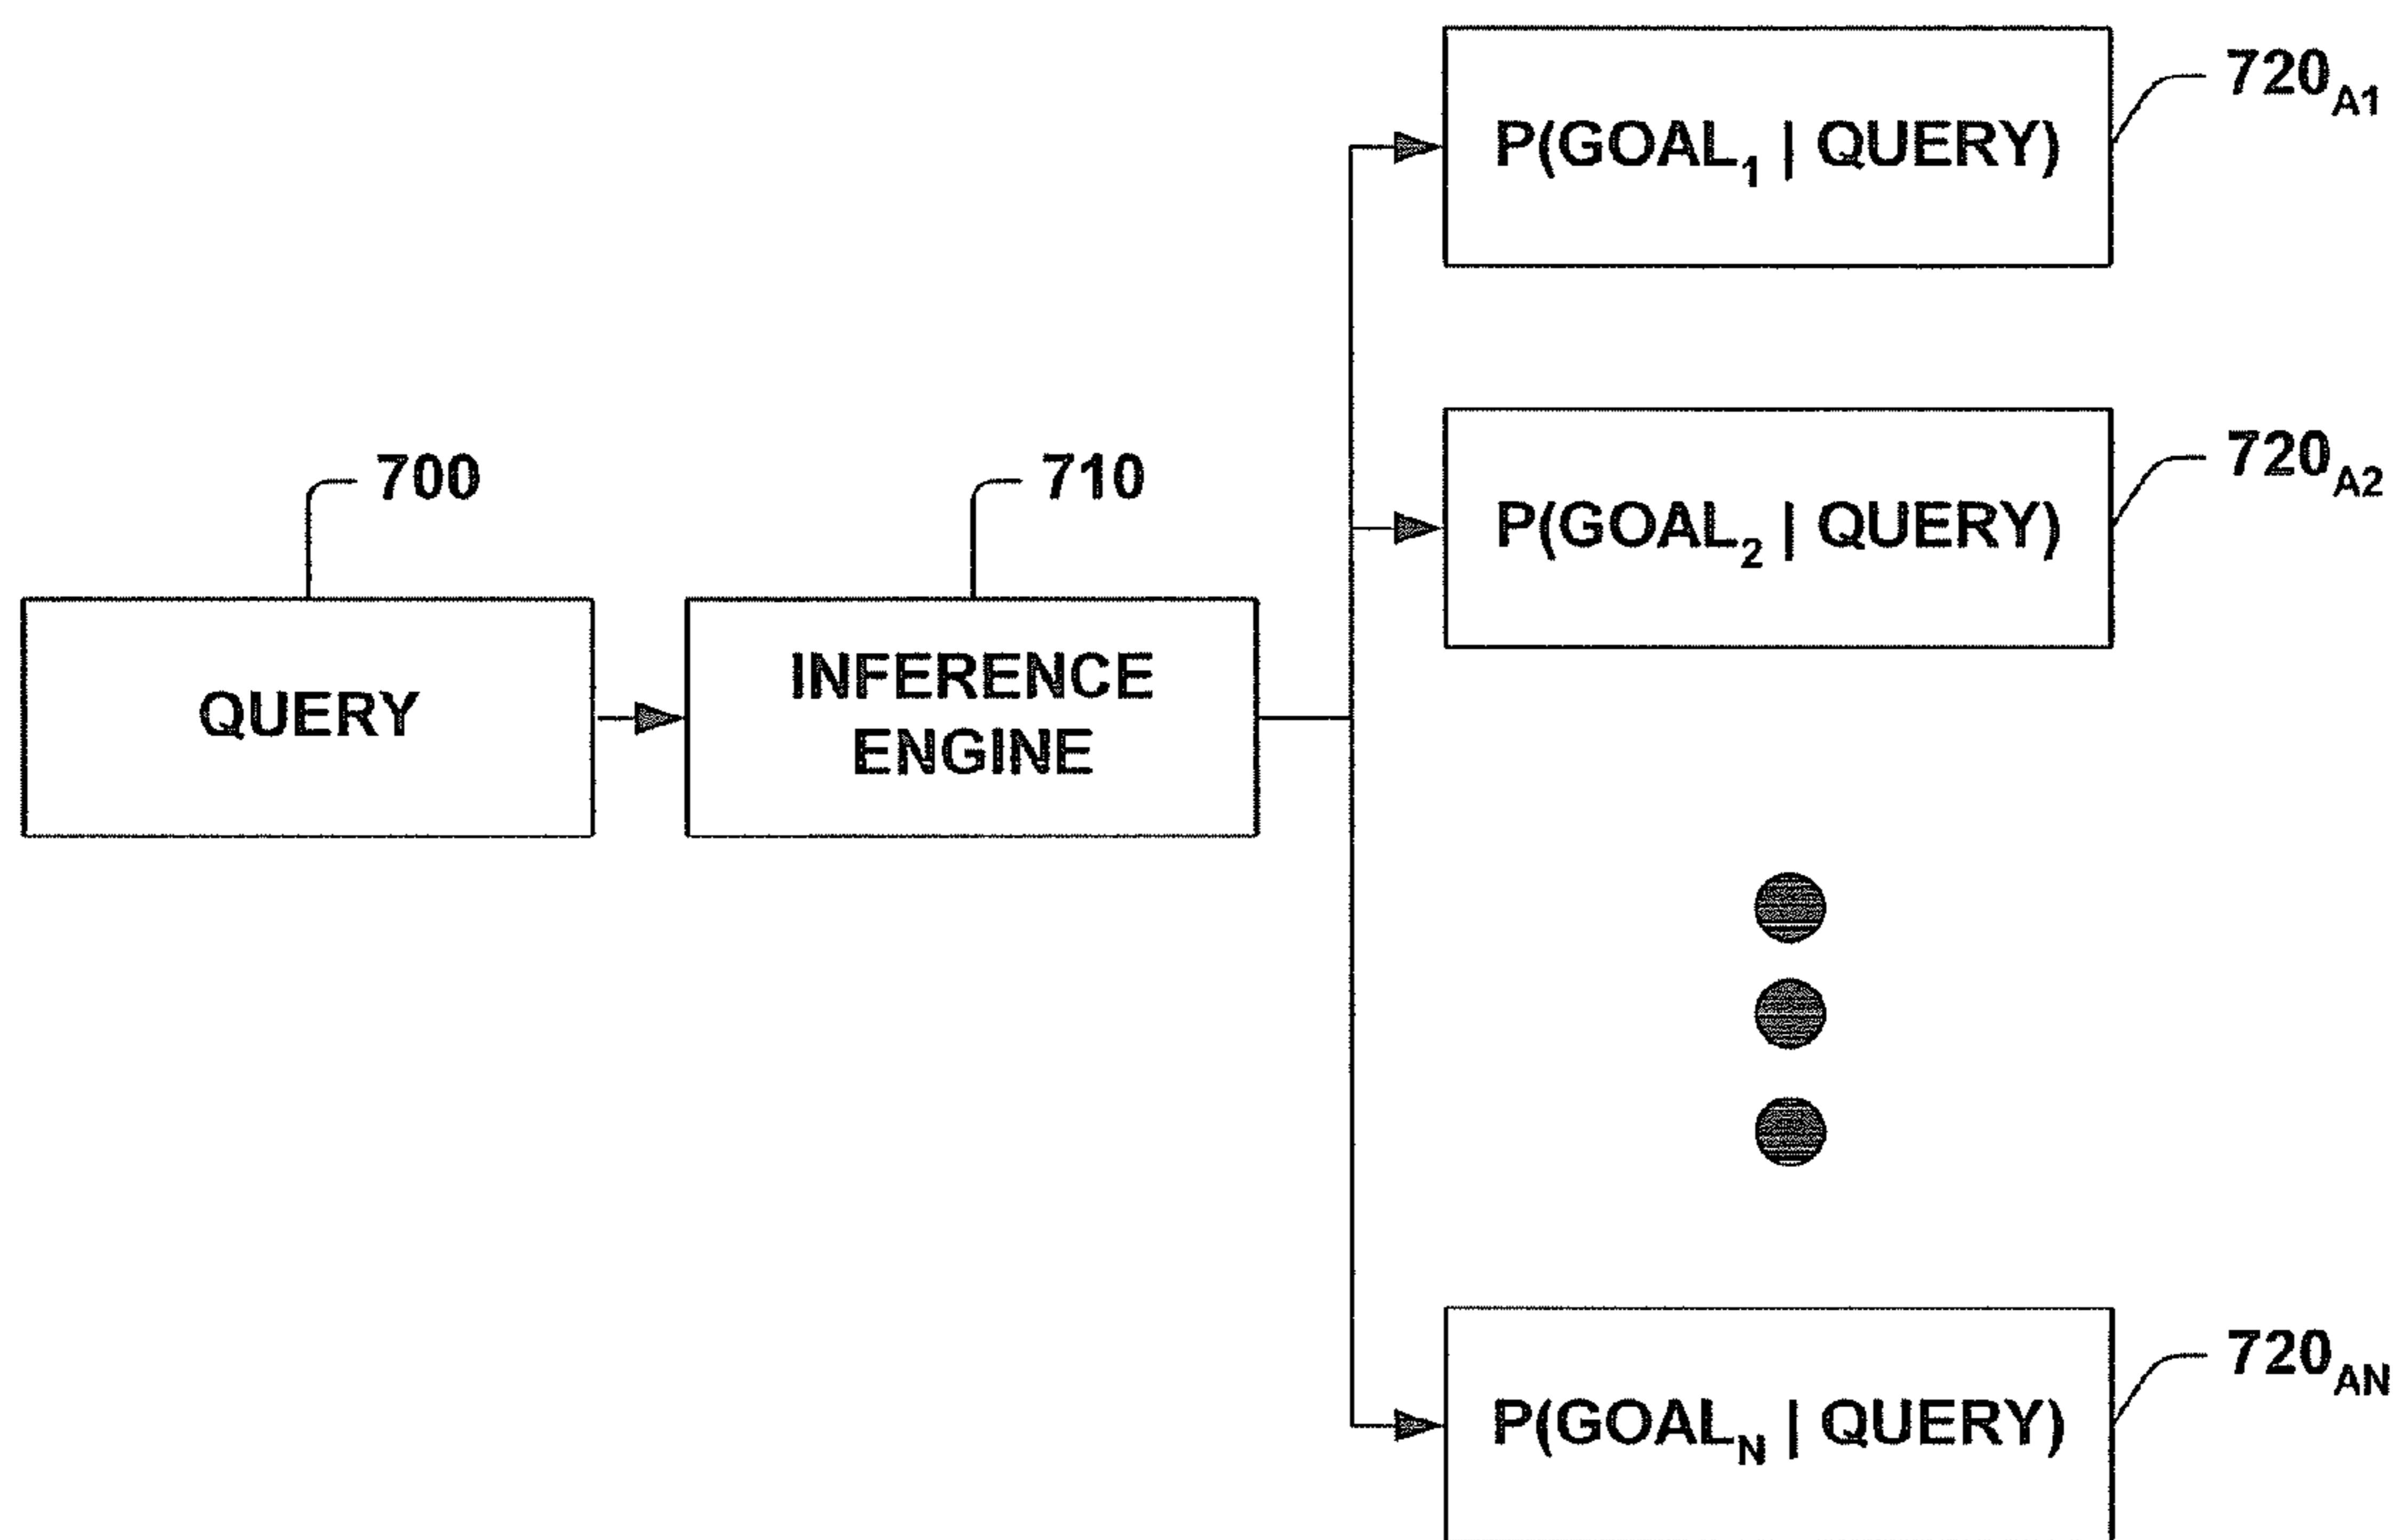 720A1
P(GOAL1 | QUERY)
720A2
P(GOAL2 | QUERY)
700
710
QUERY
INFERENCE
ENGINE
720AN
P(GOALN | QUERY)